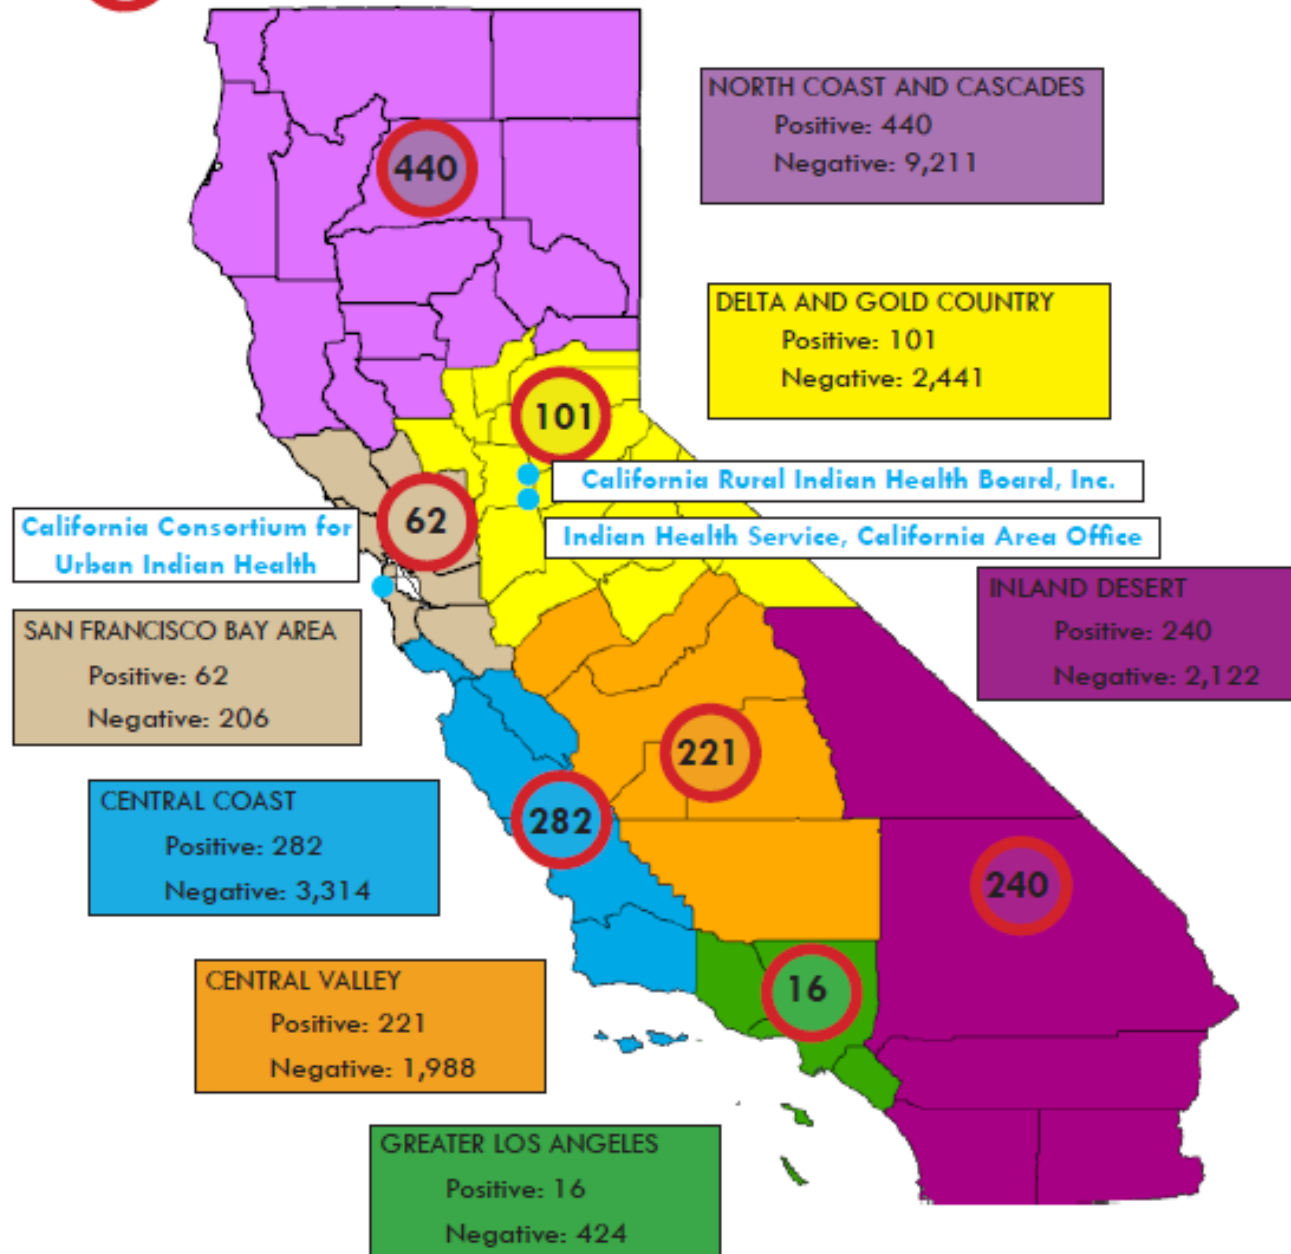 440
NORTH COAST AND CASCADES
Positive: 440
Negative: 9,211
DELTA AND GOLD COUNTRY
Positive: 101
Negative: 2,441
101
California Rural Indian Health Board, Inc.
62
California Consortium for
Urban Indian Health
Indian Health Service, California Area Office
INLAND DESERT
Positive: 240
Negative: 2,122
SAN FRANCISCO BAY AREA
Positive: 62
Negative: 206
221
CENTRAL COAST
Positive: 282
Negative: 3,314
282
240
CENTRAL VALLEY
Positive: 221
Negative: 1,988
16
GREATER LOS ANGELES
Positive: 16
Negative: 424